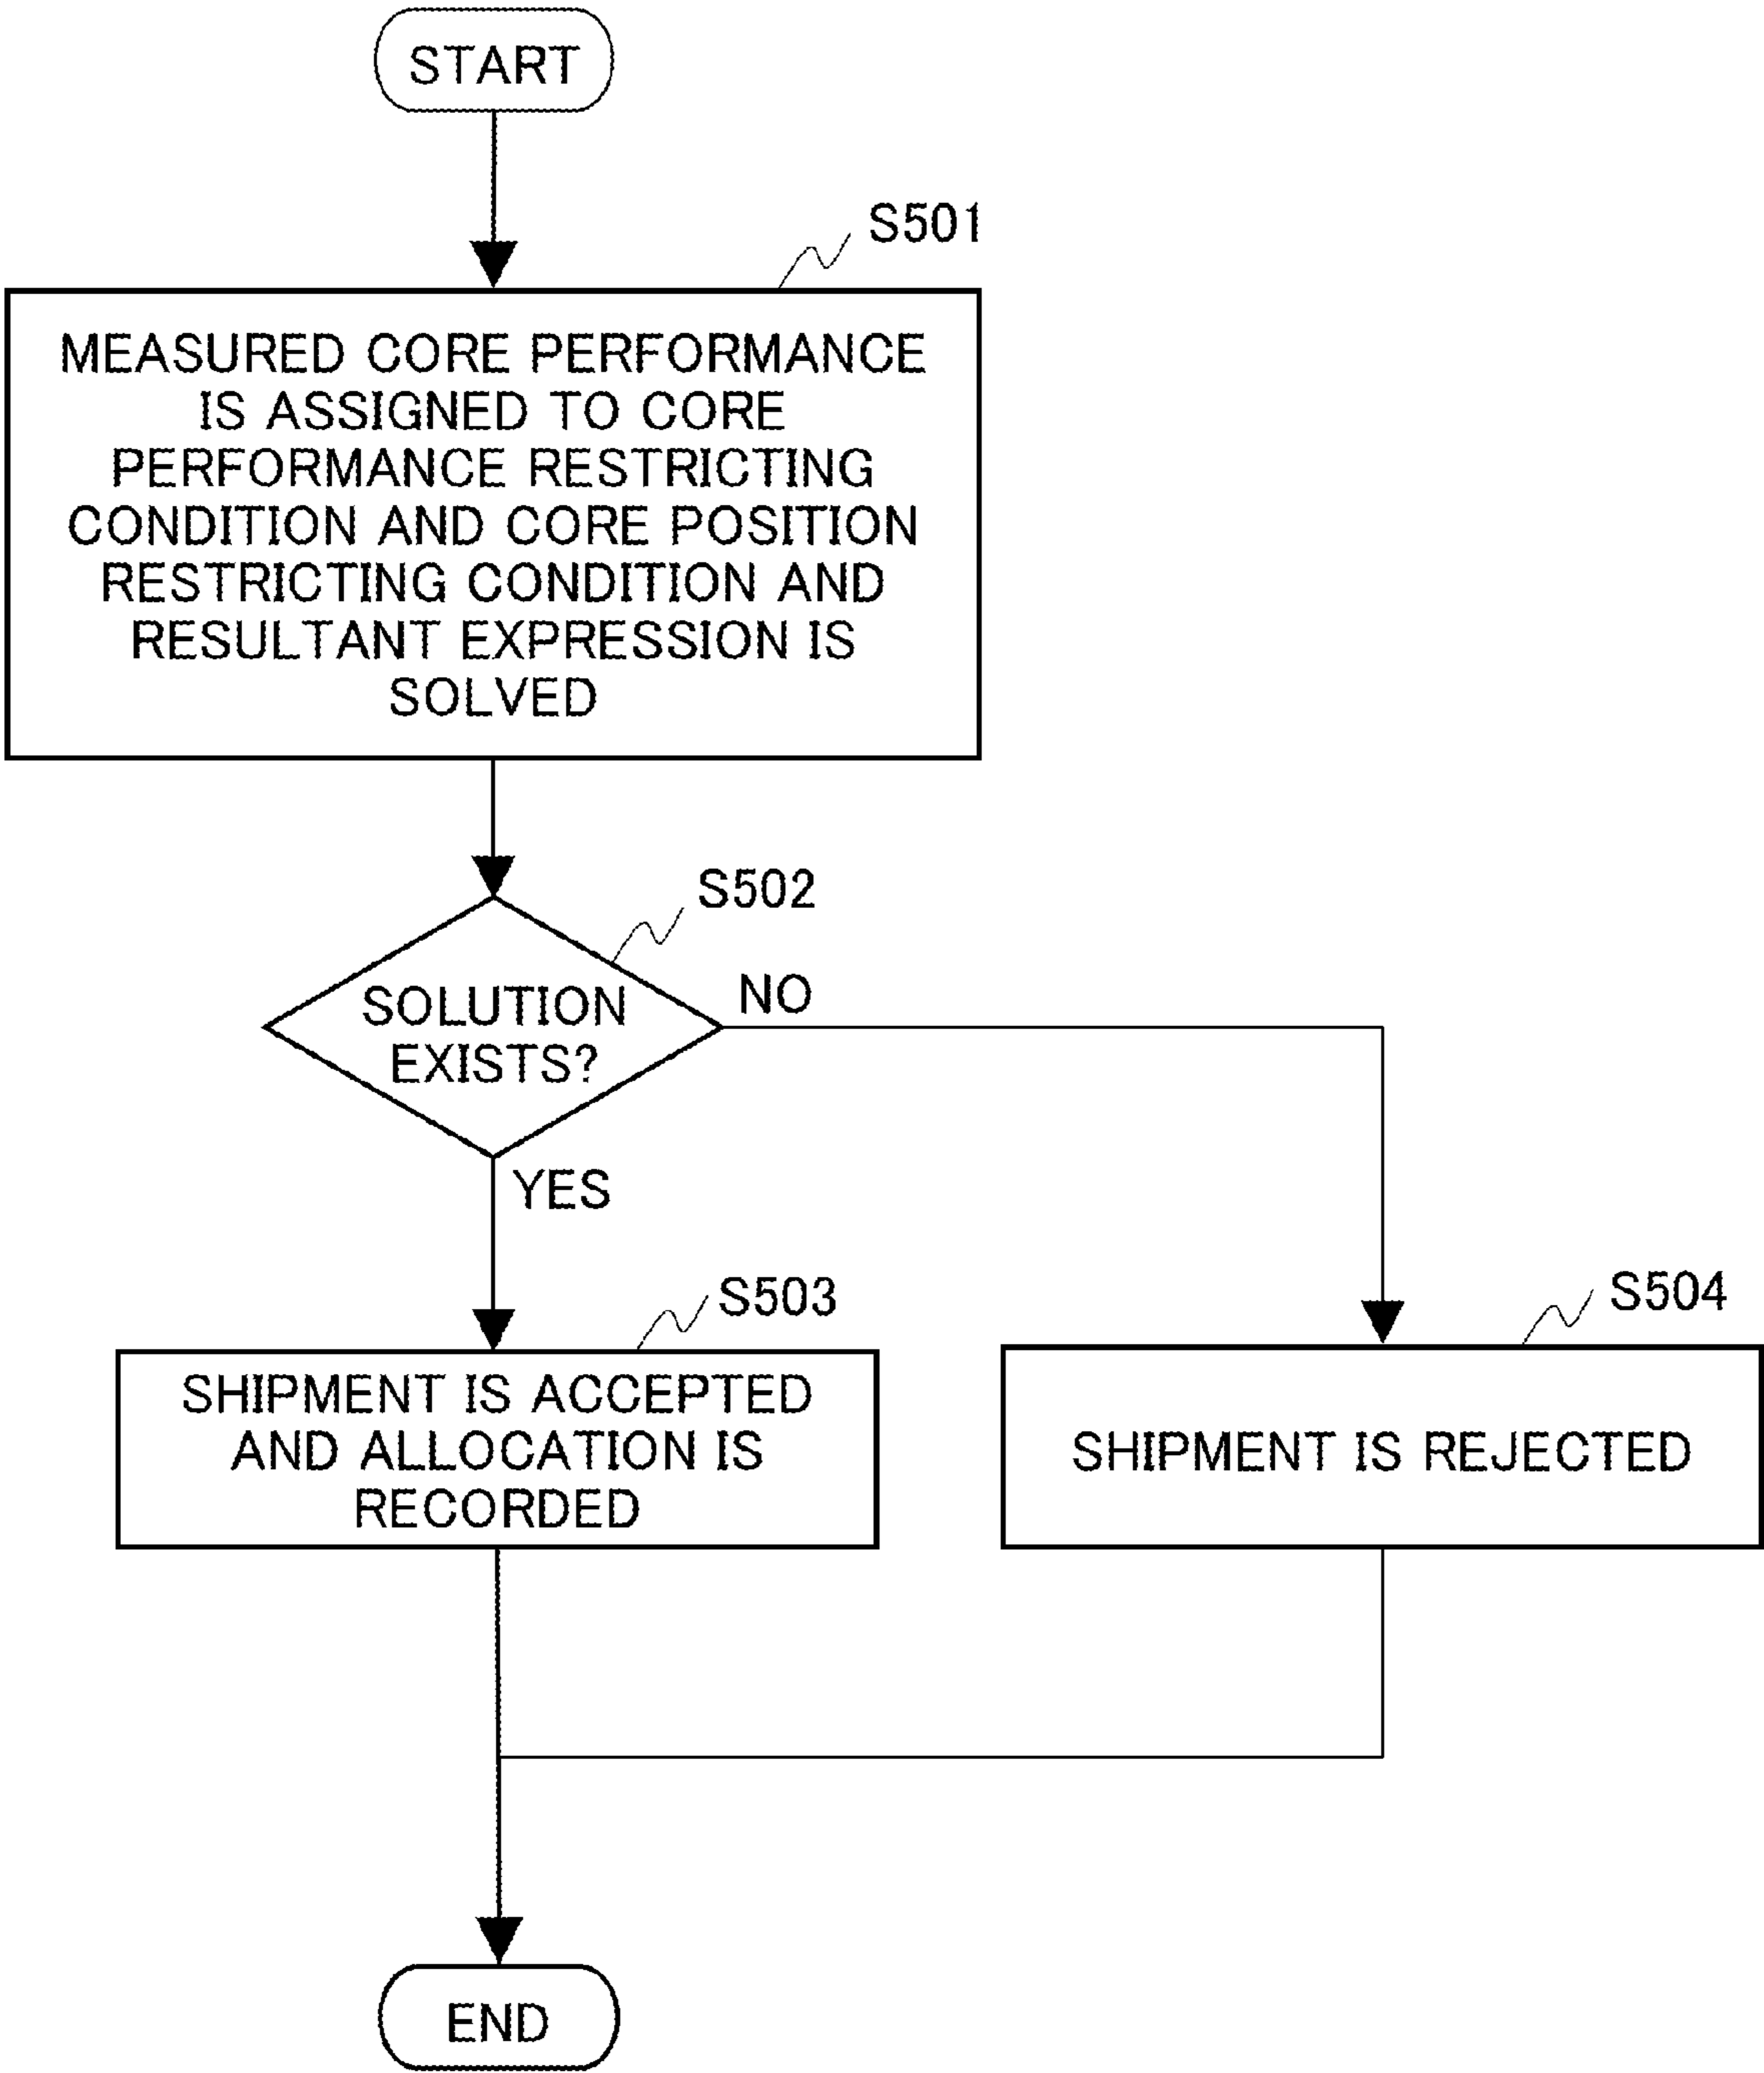 START
S501
MEASURED CORE PERFORMANCE
IS ASSIGNED TO CORE
PERFORMANCE RESTRICTING
CONDITION AND CORE POSITION
RESTRICTING CONDITION AND
RESULTANT EXPRESSION IS
SOLVED
S502
SOLUTION
EXISTS?
NO
YES
S503
SHIPMENT IS ACCEPTED
AND ALLOCATION IS
RECORDED
S504
SHIPMENT IS REJECTED
END